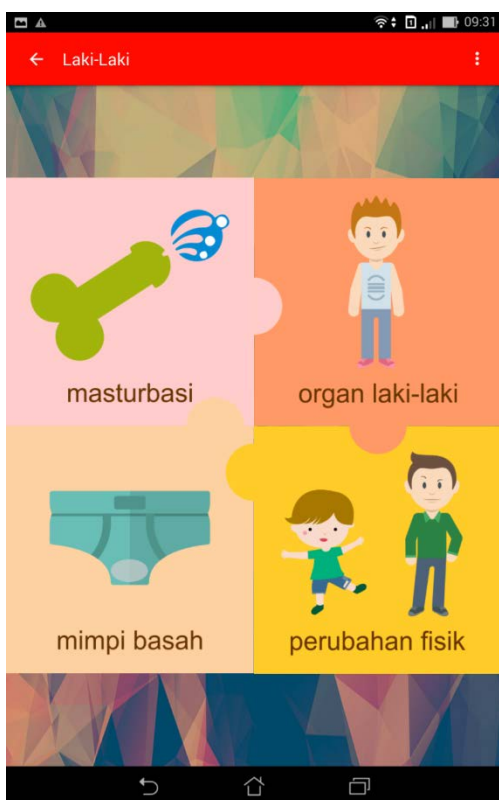 09:31
Laki-Laki
masturbasi
organ laki-laki
mimpi basah
perubahan fisik